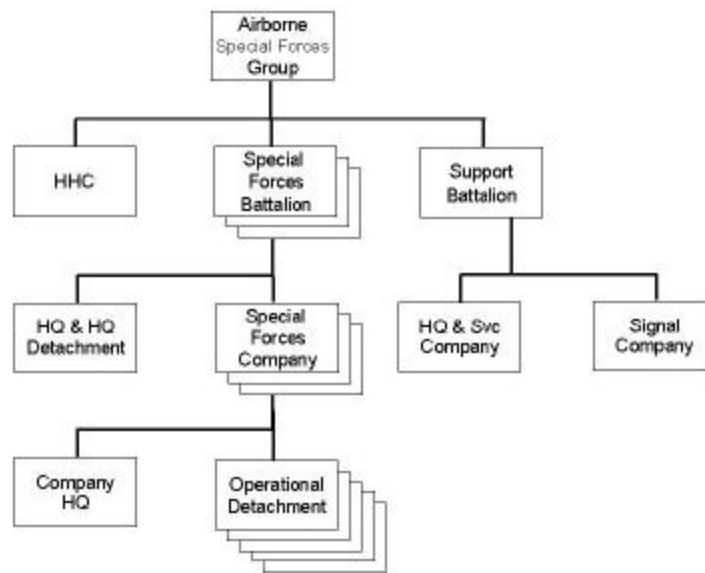 Airborne
Special Forces
Group
HHC
Special
Forces
Battalion
Support
Battalion
HQ & HQ
Detachment
Special
Forces
Company
HQ & Svc
Company
Signal
Company
Company
HQ
Operational
Detachment